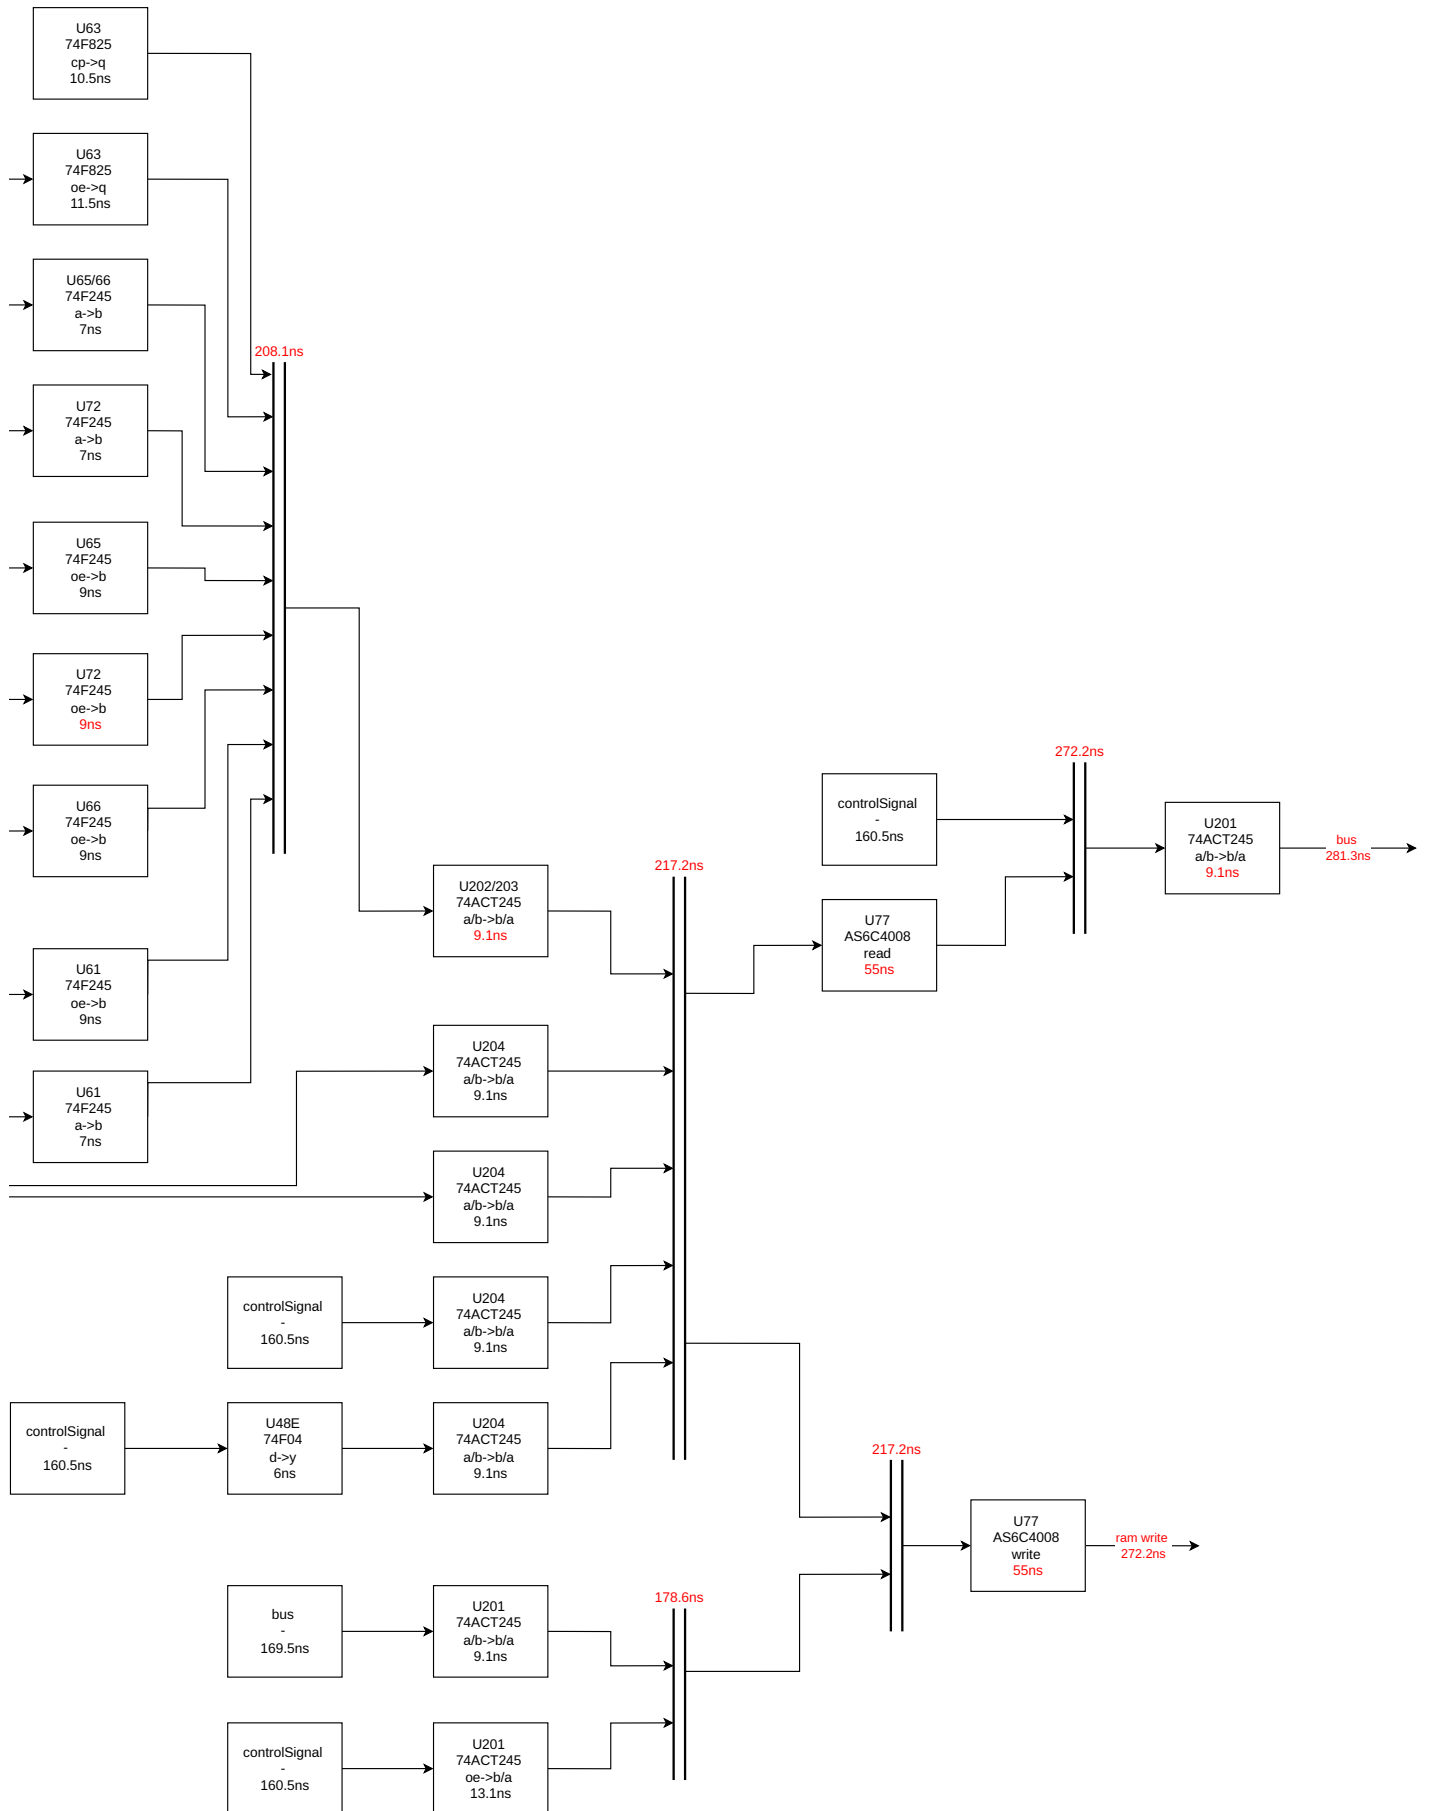 U63
74F825
cp->q
10.5ns
U63
74F825
oe->q
11.5ns
U65/66
74F245
a->b
7ns
208.1ns
U72
74F245
a->b
7ns
U65
74F245
oe->b
9ns
U72
74F245
oe->b
9ns
U66
74F245
oe->b
9ns
U61
74F245
oe->b
9ns
U61
74F245
a->b
7ns
U202/203
74ACT245
a/b->b/a
9.1ns
U204
74ACT245
a/b->b/a
9.1ns
U204
74ACT245
a/b->b/a
9.1ns
controlSignal
-
160.5ns
U204
74ACT245
a/b->b/a
9.1ns
controlSignal
-
160.5ns
U48E
74F04
d->y
6ns
U204
74ACT245
a/b->b/a
9.1ns
217.2ns
controlSignal
-
160.5ns
U77
AS6C4008
read
55ns
272.2ns
U201
74ACT245
a/b->b/a
9.1ns
bus
281.3ns
bus
-
169.5ns
U201
74ACT245
a/b->b/a
9.1ns
controlSignal
-
160.5ns
U201
74ACT245
oe->b/a
13.1ns
178.6ns
217.2ns
U77
AS6C4008
write
55ns
ram write
272.2ns